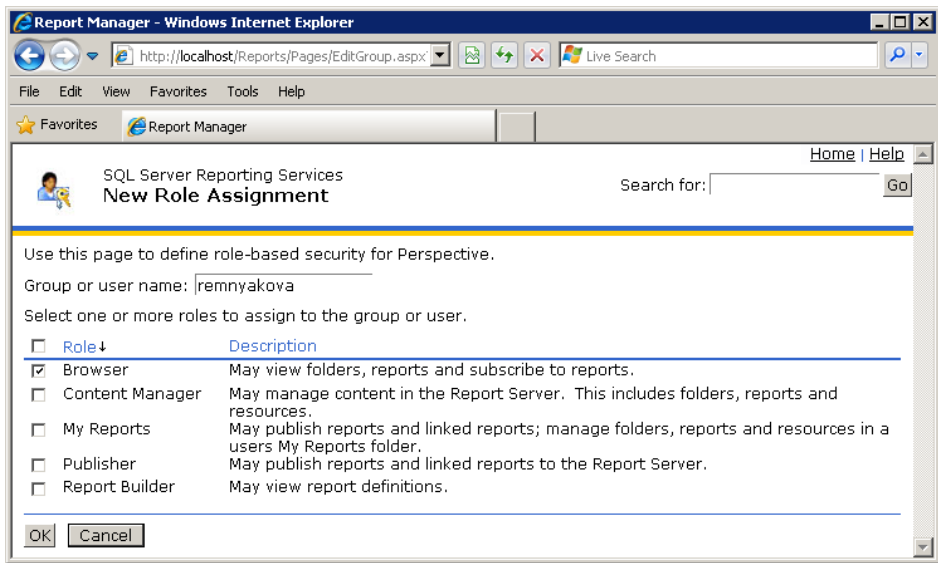 Report Manager - Windows Internet Explorer
http://localhost/Reports/Pages/EditGroup.aspx
Live Search
File Edit View Favorites Tools Help
Favorites Report Manager
Home | Help
SQL Server Reporting Services
New Role Assignment
Search for: Go
Use this page to define role-based security for Perspective.
Group or user name: remnyakova
Select one or more roles to assign to the group or user.
Role↓ Description
Browser May view folders, reports and subscribe to reports.
Content Manager May manage content in the Report Server. This includes folders, reports and
resources.
My Reports May publish reports and linked reports; manage folders, reports and resources in a
users My Reports folder.
Publisher May publish reports and linked reports to the Report Server.
Report Builder May view report definitions.
OK Cancel